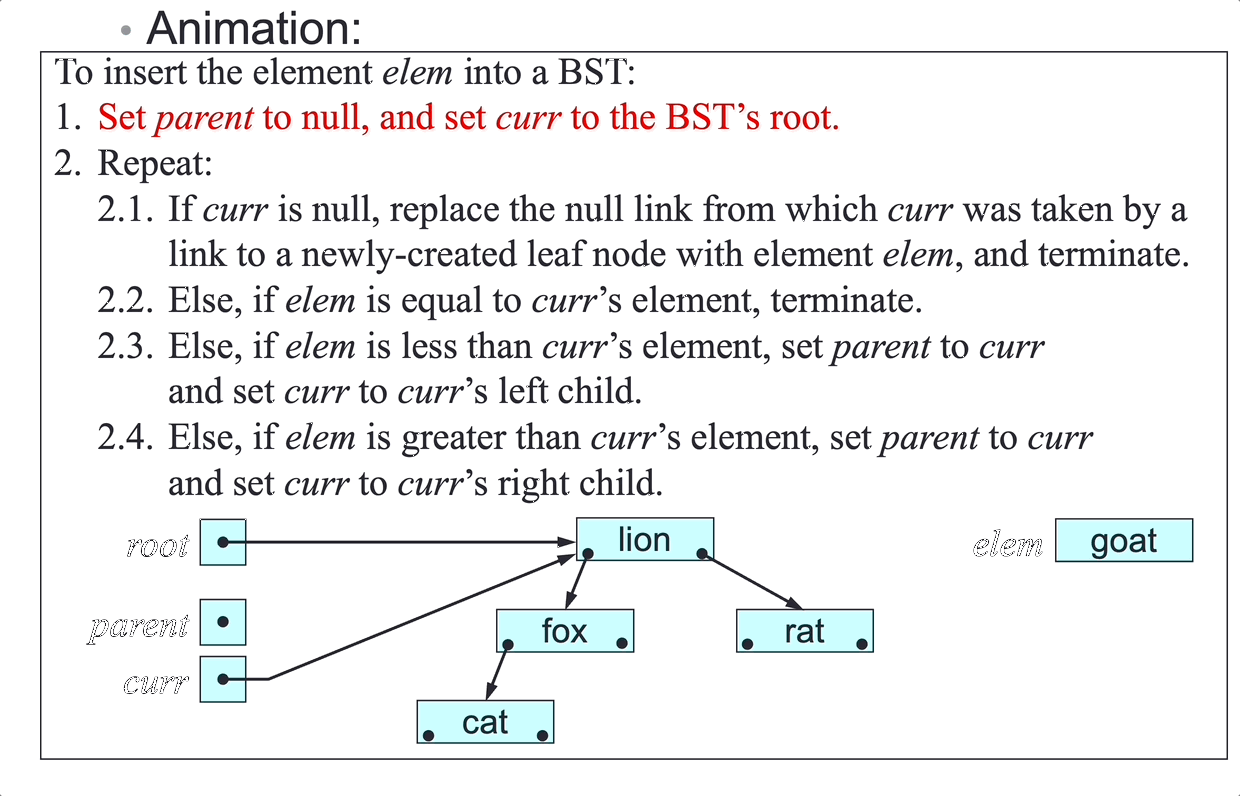 • Animation:
To insert the element elem into a BST:
1. Set parent to null, and set curr to the BST’s root.
2. Repeat:
2.1. If curr is null, replace the null link from which curr was taken by a
link to a newly-created leaf node with element elem, and terminate.
2.2. Else, if elem is equal to curr’s element, terminate.
2.3. Else, if elem is less than curr’s element, set parent to curr
and set curr to curr’s left child.
2.4. Else, if elem is greater than curr’s element, set parent to curr
and set curr to curr’s right child.
root
lion
elem
goat
parent
fox
rat
curr
cat